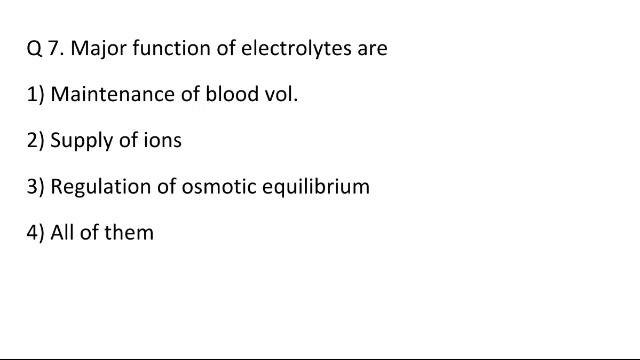 Q 7. Major function of electrolytes are
1) Maintenance of blood vol.
2) Supply of ions
3) Regulation of osmotic equilibrium
4) All of them